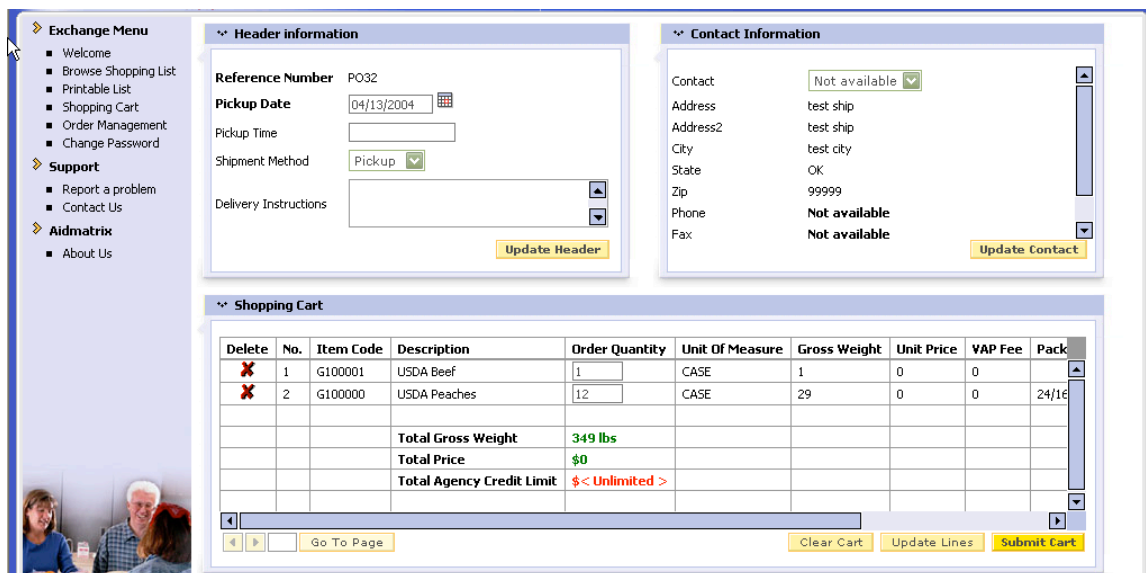 Exchange Menu
Welcome
Browse Shopping List
Printable List
Shopping Cart
Order Management
Change Password
Support
Report a problem
Contact Us
Aidmatrix
About Us
Header information
Reference Number PO32
Pickup Date 04/13/2004
Pickup Time
Shipment Method Pickup
Delivery Instructions
Update Header
Contact Information
Contact Not available
Address test ship
Address2 test ship
City test city
State OK
Zip 99999
Phone Not available
Fax Not available
Update Contact
Shopping Cart
Delete No. Item Code Description Order Quantity Unit Of Measure Gross Weight Unit Price VAP Fee Pack
1 G100001 USDA Beef 1 CASE 1 0 0
2 G100000 USDA Peaches 12 CASE 29 0 0 24/16
Total Gross Weight 349 lbs
Total Price $0
Total Agency Credit Limit $< Unlimited >
Go To Page Clear Cart Update Lines Submit Cart